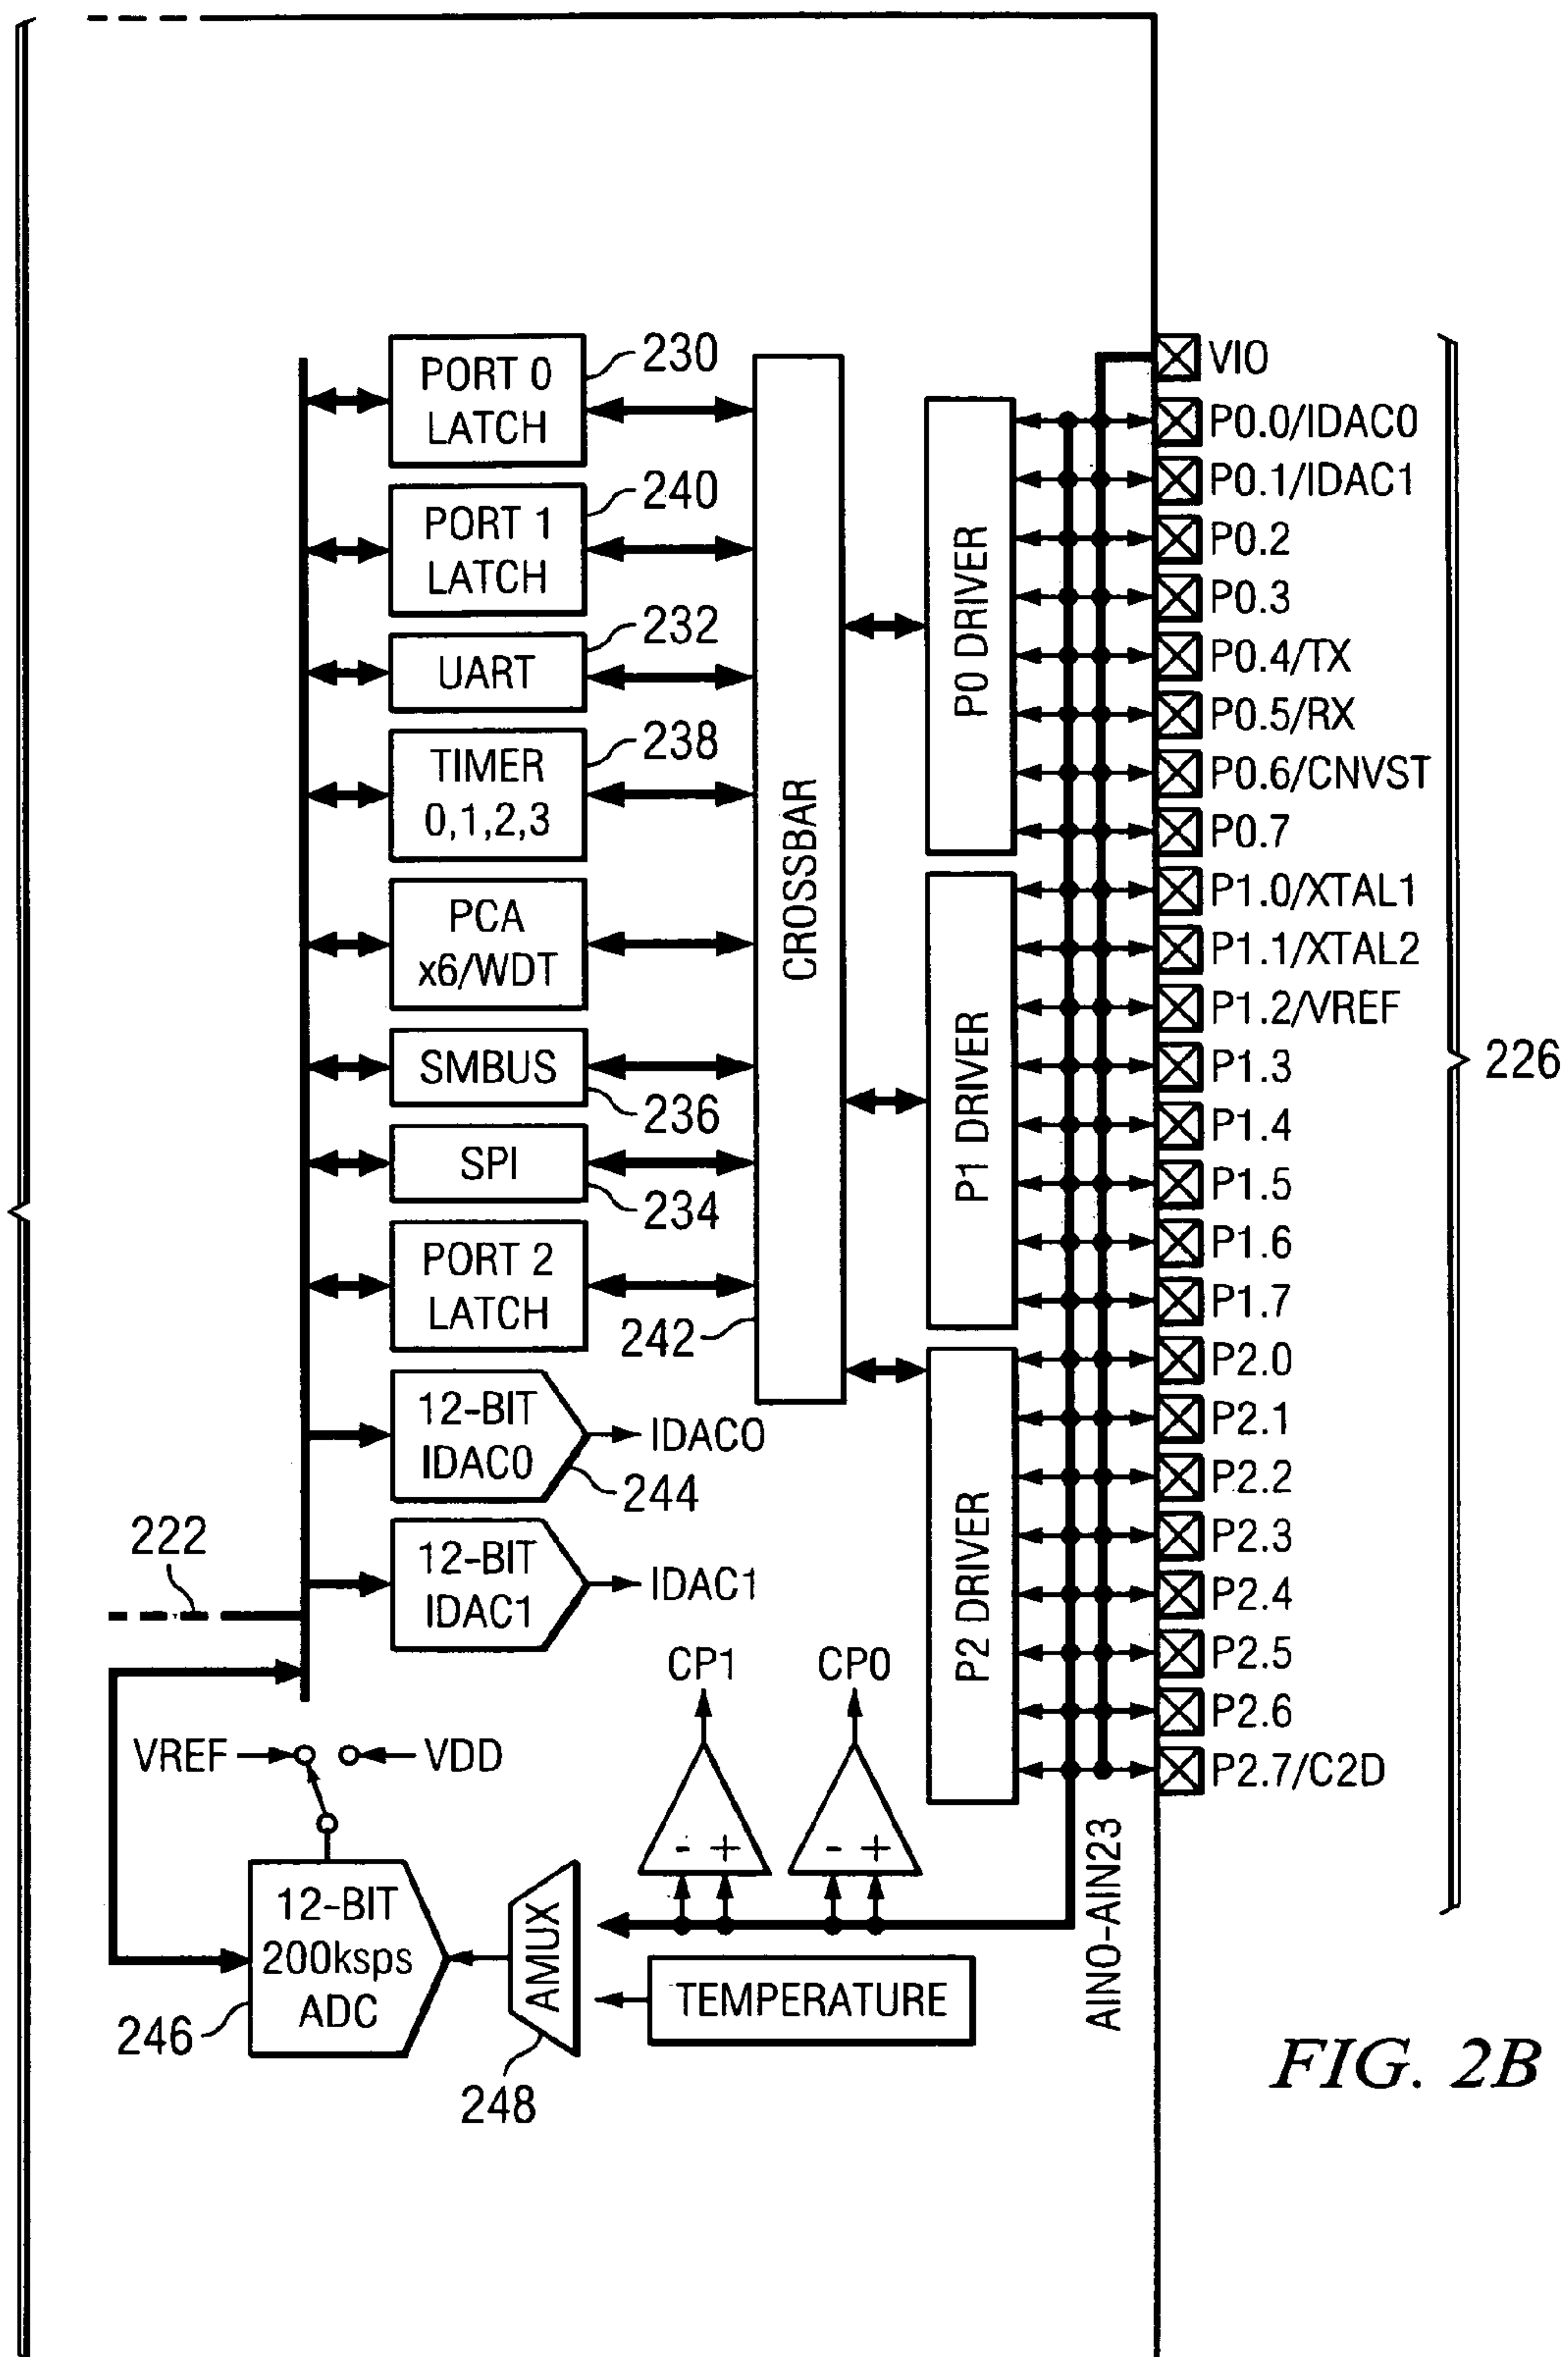 PORT 0
LATCH
230
PORT 1
LATCH
240
UART
232
TIMER
0,1,2,3
238
PCA
x6/WDT
SMBUS
236
SPI
234
PORT 2
LATCH
242
12-BIT
IDAC0
IDAC0
244
12-BIT
IDAC1
IDAC1
222
CROSSBAR
P0 DRIVER
P1 DRIVER
P2 DRIVER
VIO
P0.0/IDAC0
P0.1/IDAC1
P0.2
P0.3
P0.4/TX
P0.5/RX
P0.6/CNVST
P0.7
P1.0/XTAL1
P1.1/XTAL2
P1.2/VREF
P1.3
P1.4
P1.5
P1.6
P1.7
P2.0
P2.1
P2.2
P2.3
P2.4
P2.5
P2.6
P2.7/C2D
226
CP1
CP0
VREF
VDD
- +
- +
12-BIT
200ksps
ADC
246
AMUX
248
TEMPERATURE
AIN0-AIN23
FIG. 2B